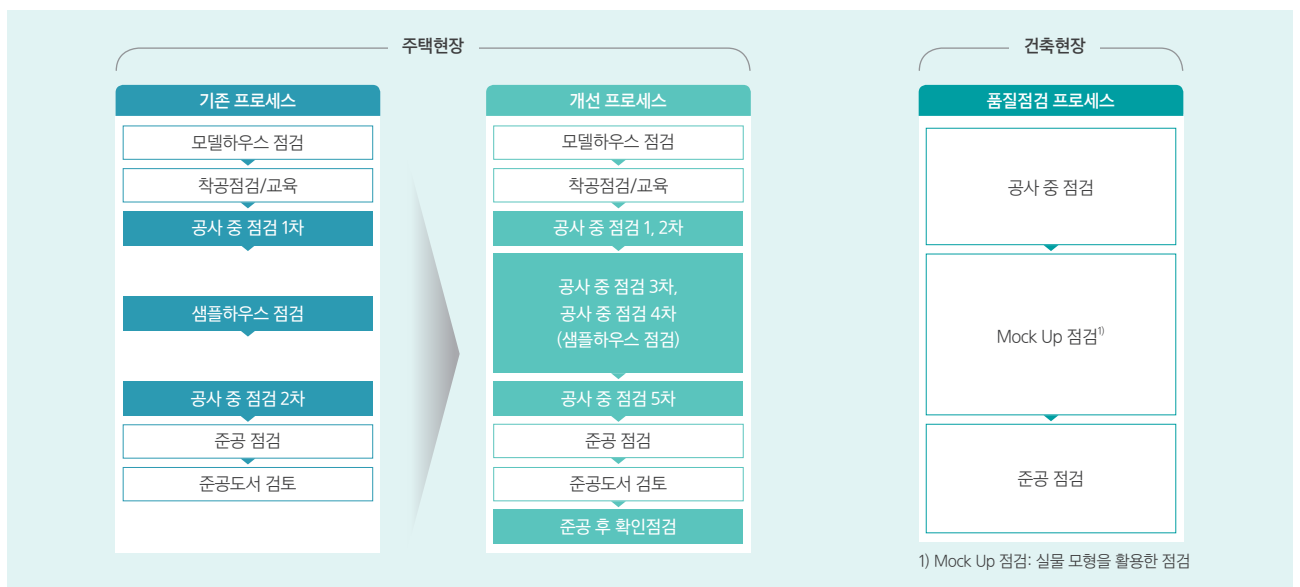 주택현장
기존 프로세스
모델하우스 점검
착공점검/교육
공사 중 점검 1차
샘플하우스 점검
공사 중 점검 2차
준공 점검
준공도서 검토
개선 프로세스
모델하우스 점검
착공점검/교육
공사 중 점검 1, 2차
공사 중 점검 3차,
공사 중 점검 4차
(샘플하우스 점검)
공사 중 점검 5차
준공 점검
준공도서 검토
준공 후 확인점검
건축현장
품질점검 프로세스
공사 중 점검
Mock Up 점검1)
준공 점검
1) Mock Up 점검: 실물 모형을 활용한 점검